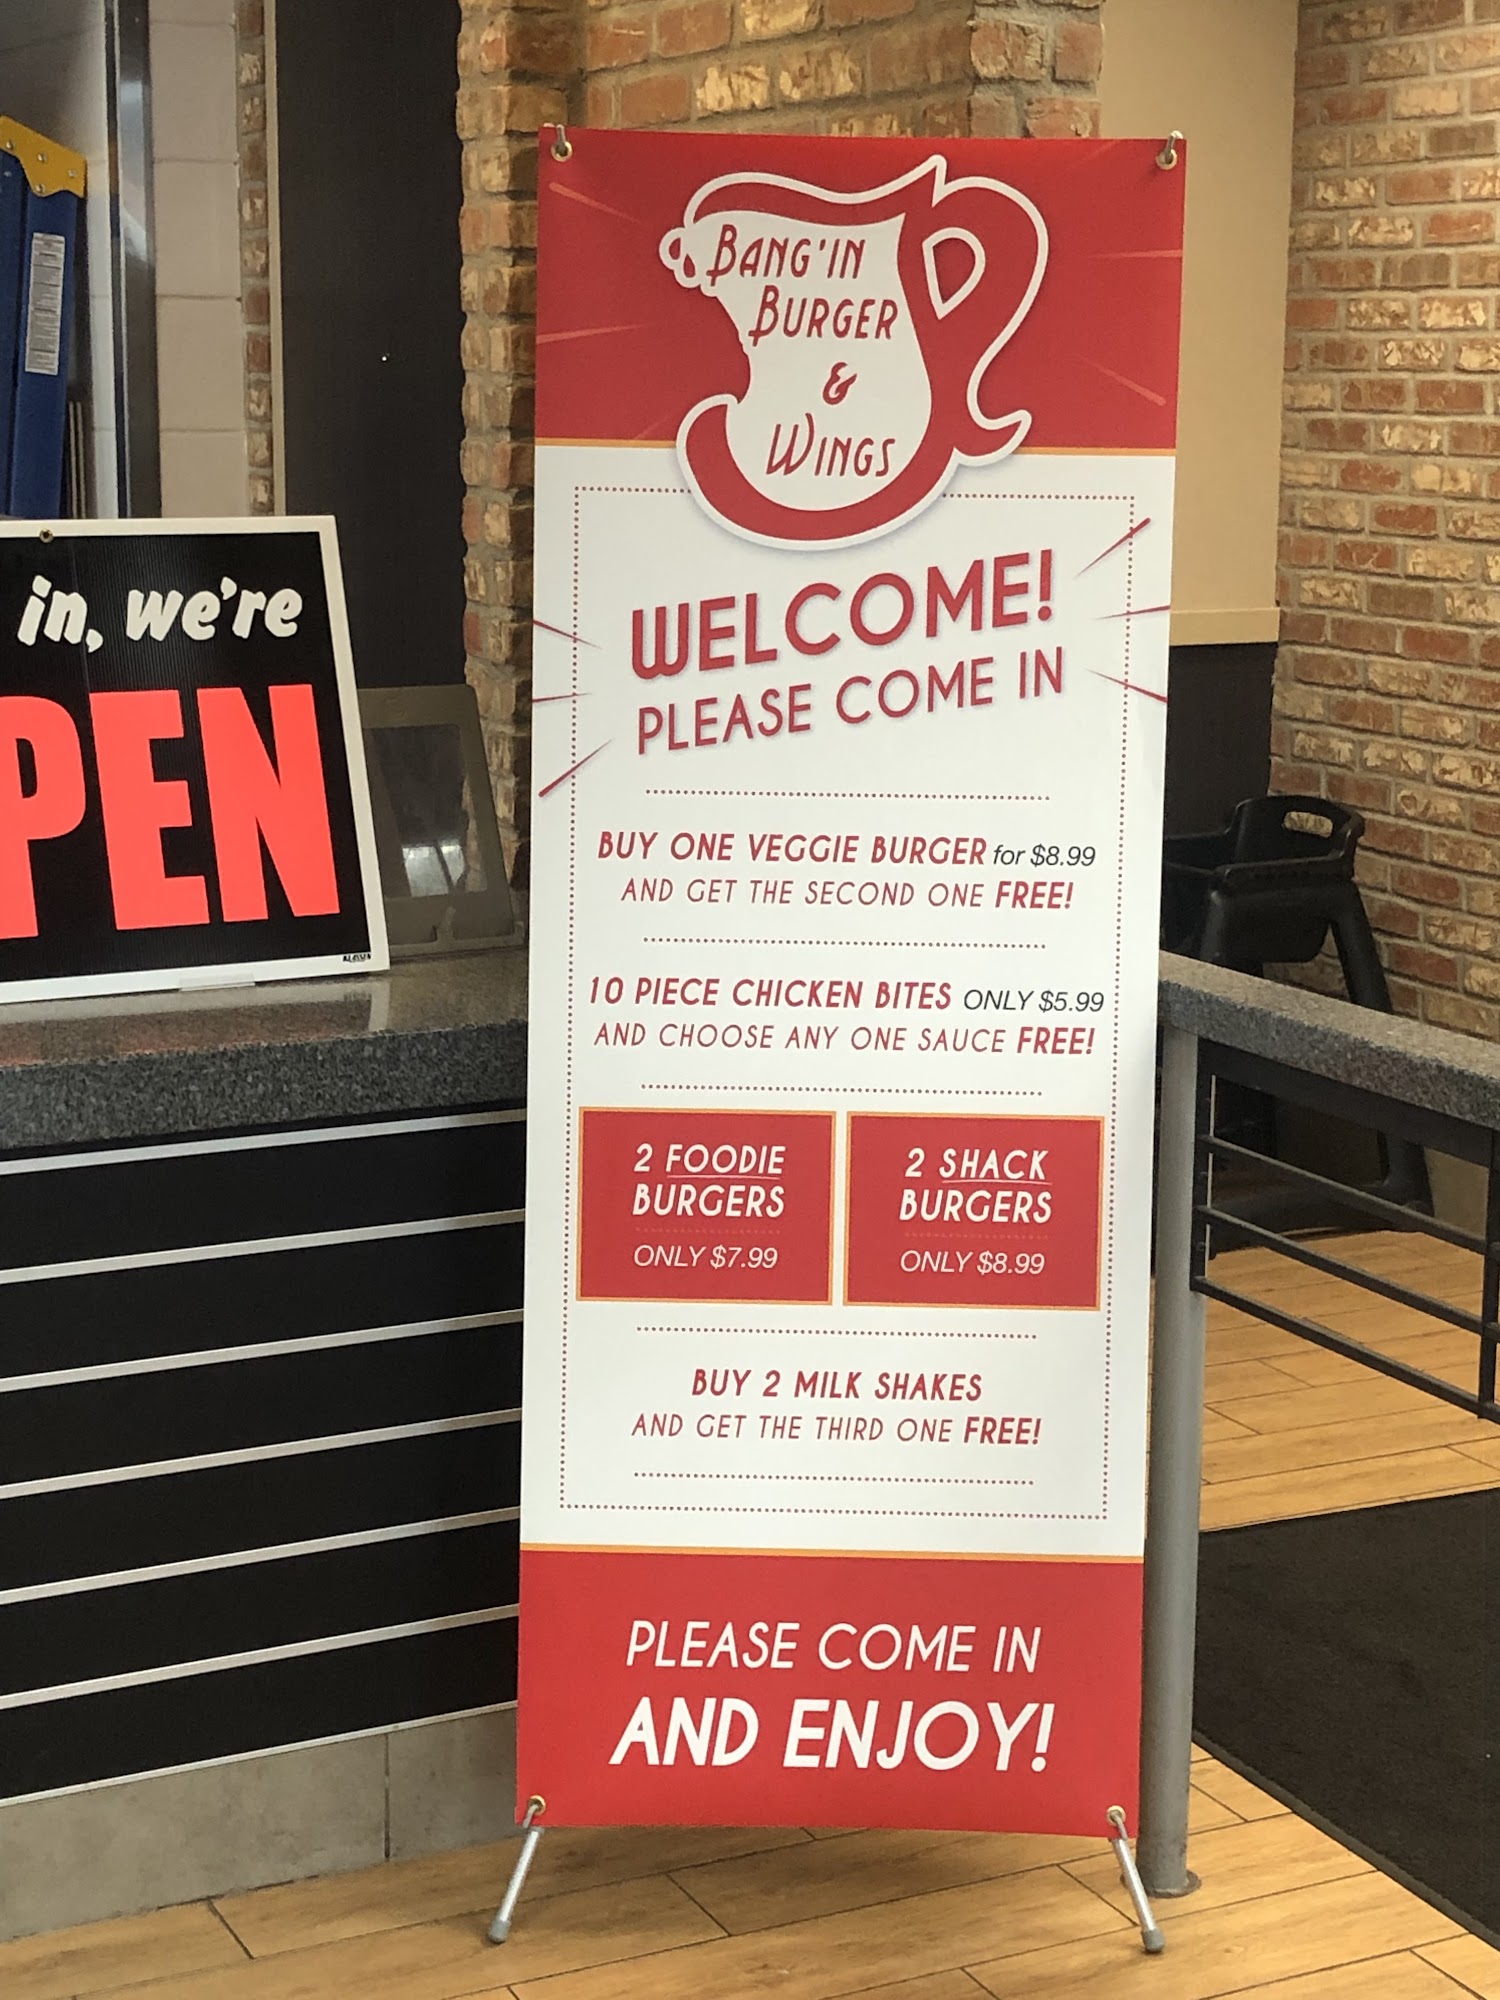 in, we're
PEN
BANG'IN
BURGER
&
WINGS
WELCOME!
PLEASE COME IN
BUY ONE VEGGIE BURGER for $8.99
AND GET THE SECOND ONE FREE!
10 PIECE CHICKEN BITES ONLY $5.99
AND CHOOSE ANY ONE SAUCE FREE!
2 FOODIE
BURGERS
ONLY $7.99
2 SHACK
BURGERS
ONLY $8.99
BUY 2 MILK SHAKES
AND GET THE THIRD ONE FREE!
PLEASE COME IN
AND ENJOY!